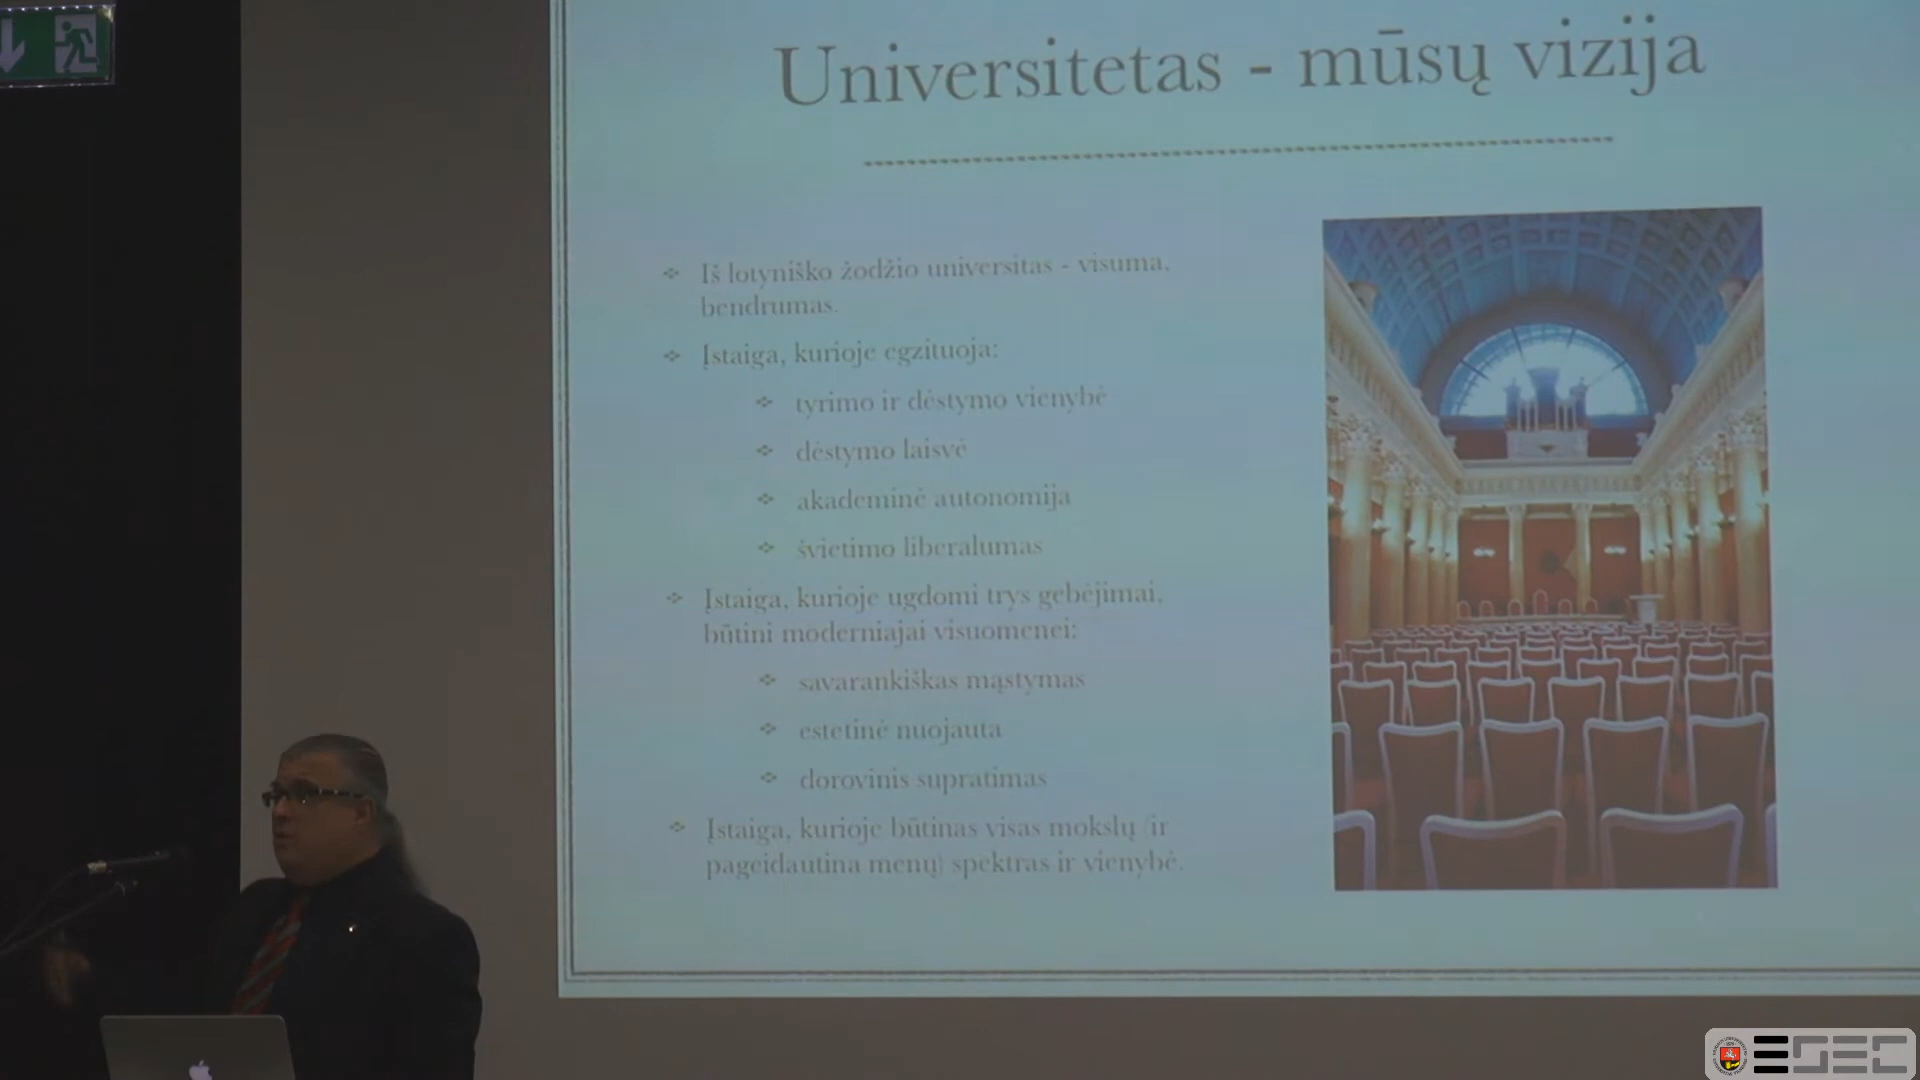 Universitetas - mūsų vizija
Iš lotyniško žodžio universitas - visuma,
bendrumas.
Įstaiga, kurioje egzituoja:
tyrimo ir dėstymo vienybė
dėstymo laisvė
akademinė autonomija
švietimo liberalumas
Įstaiga, kurioje ugdomi trys gebėjimai,
būtini moderniajai visuomenei:
savarankiškas mąstymas
estetinė nuojauta
dorovinis supratimas
Įstaiga, kurioje būtinas visas mokslų (ir
pageidautina menų) spektras ir vienybė.
ESEC